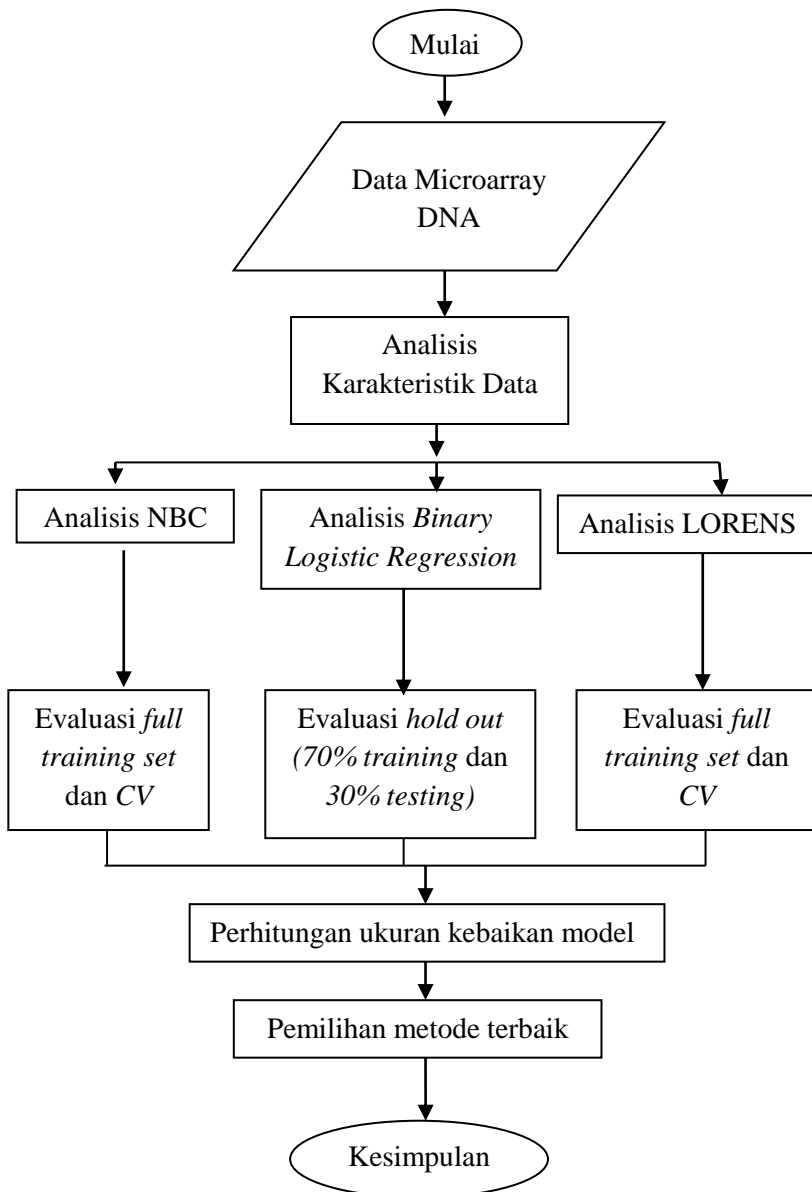 Mulai
Data Microarray
DNA
Analisis
Karakteristik Data
Analisis NBC
Analisis Binary
Logistic Regression
Analisis LORENS
Evaluasi full
training set
dan CV
Evaluasi hold out
(70% training dan
30% testing)
Evaluasi full
training set dan
CV
Perhitungan ukuran kebaikan model
Pemilihan metode terbaik
Kesimpulan